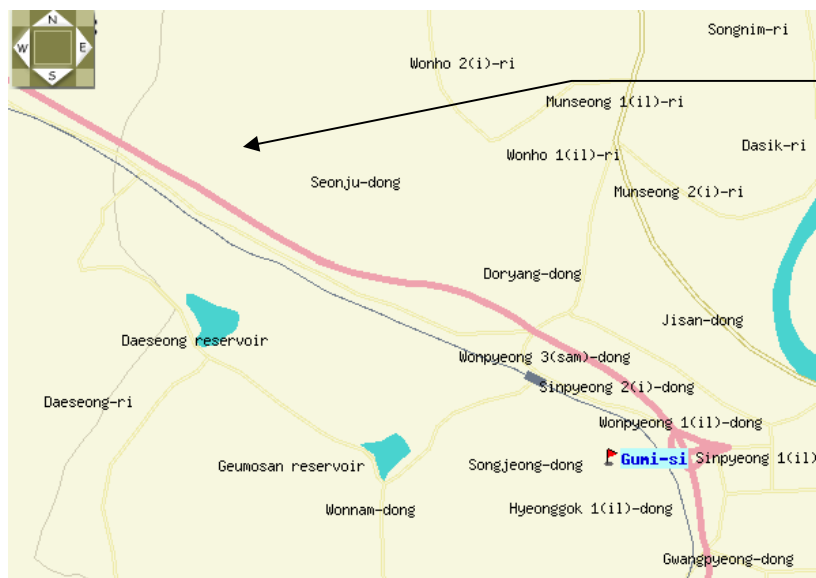 N
W E
S
Songnim-ri
Wonho 2(i)-ri
Munseong 1(il)-ri
Dasik-ri
Wonho 1(il)-ri
Seonju-dong
Munseong 2(i)-ri
Doryang-dong
Jisan-dong
Daeseong reservoir
Wonpyeong 3(sam)-dong
Sinpyeong 2(i)-dong
Daeseong-ri
Wonpyeong 1(il)-dong
Gumi-si
Sinpyeong 1(il)
Geumosan reservoir
Songjeong-dong
Wonnam-dong
Hyeonggok 1(il)-dong
Gwangpyeong-dong